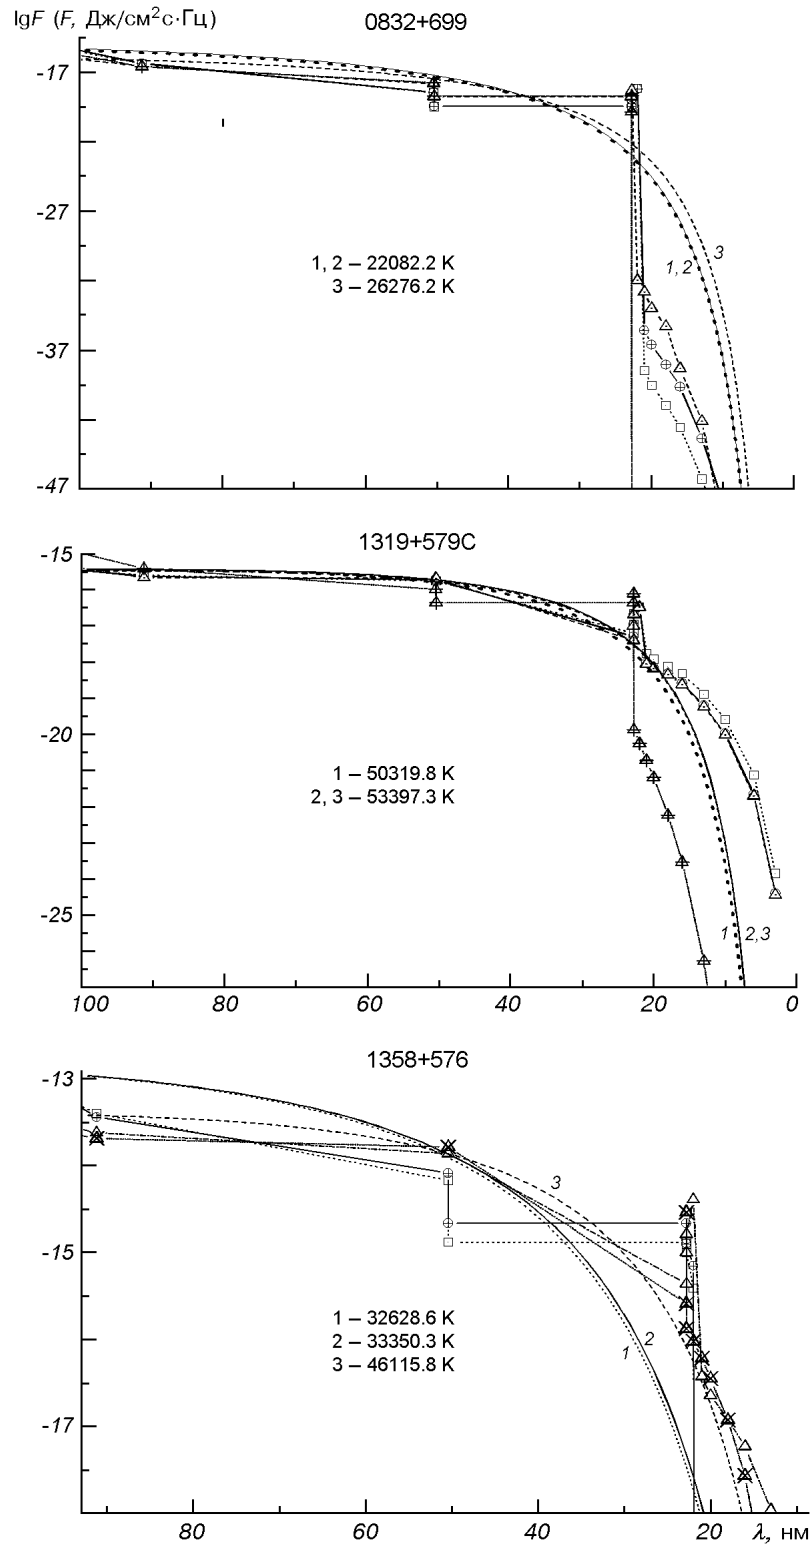 lgF (F, Дж/см²с·Гц)
0832+699
-17
-27
-37
-47
1, 2 – 22082.2 K
3 – 26276.2 K
3
1, 2
1319+579C
-15
-20
-25
1 – 50319.8 K
2, 3 – 53397.3 K
1
2,3
100
80
60
40
20
0
1358+576
-13
-15
-17
3
1 – 32628.6 K
2 – 33350.3 K
3 – 46115.8 K
1
2
80
60
40
20
λ, нм